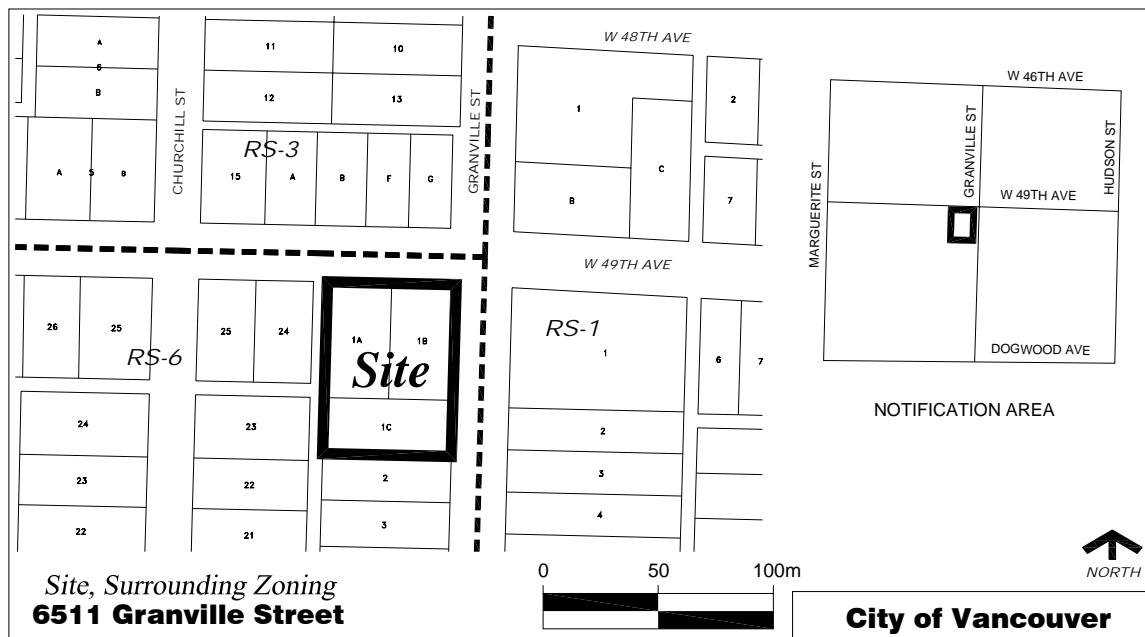 A
6
B
11
10
12
13
CHURCHILL ST
GRANVILLE ST
RS-3
A
5
B
15
A
B
F
G
W 48TH AVE
1
2
C
B
7
W 49TH AVE
26
25
RS-6
25
24
1A
1B
Site
1C
24
23
23
22
2
22
21
3
RS-1
1
6
7
2
3
4
W 46TH AVE
GRANVILLE ST
HUDSON ST
MARGUERITE ST
W 49TH AVE
DOGWOOD AVE
NOTIFICATION AREA
NORTH
Site, Surrounding Zoning
6511 Granville Street
0 50 100m
City of Vancouver